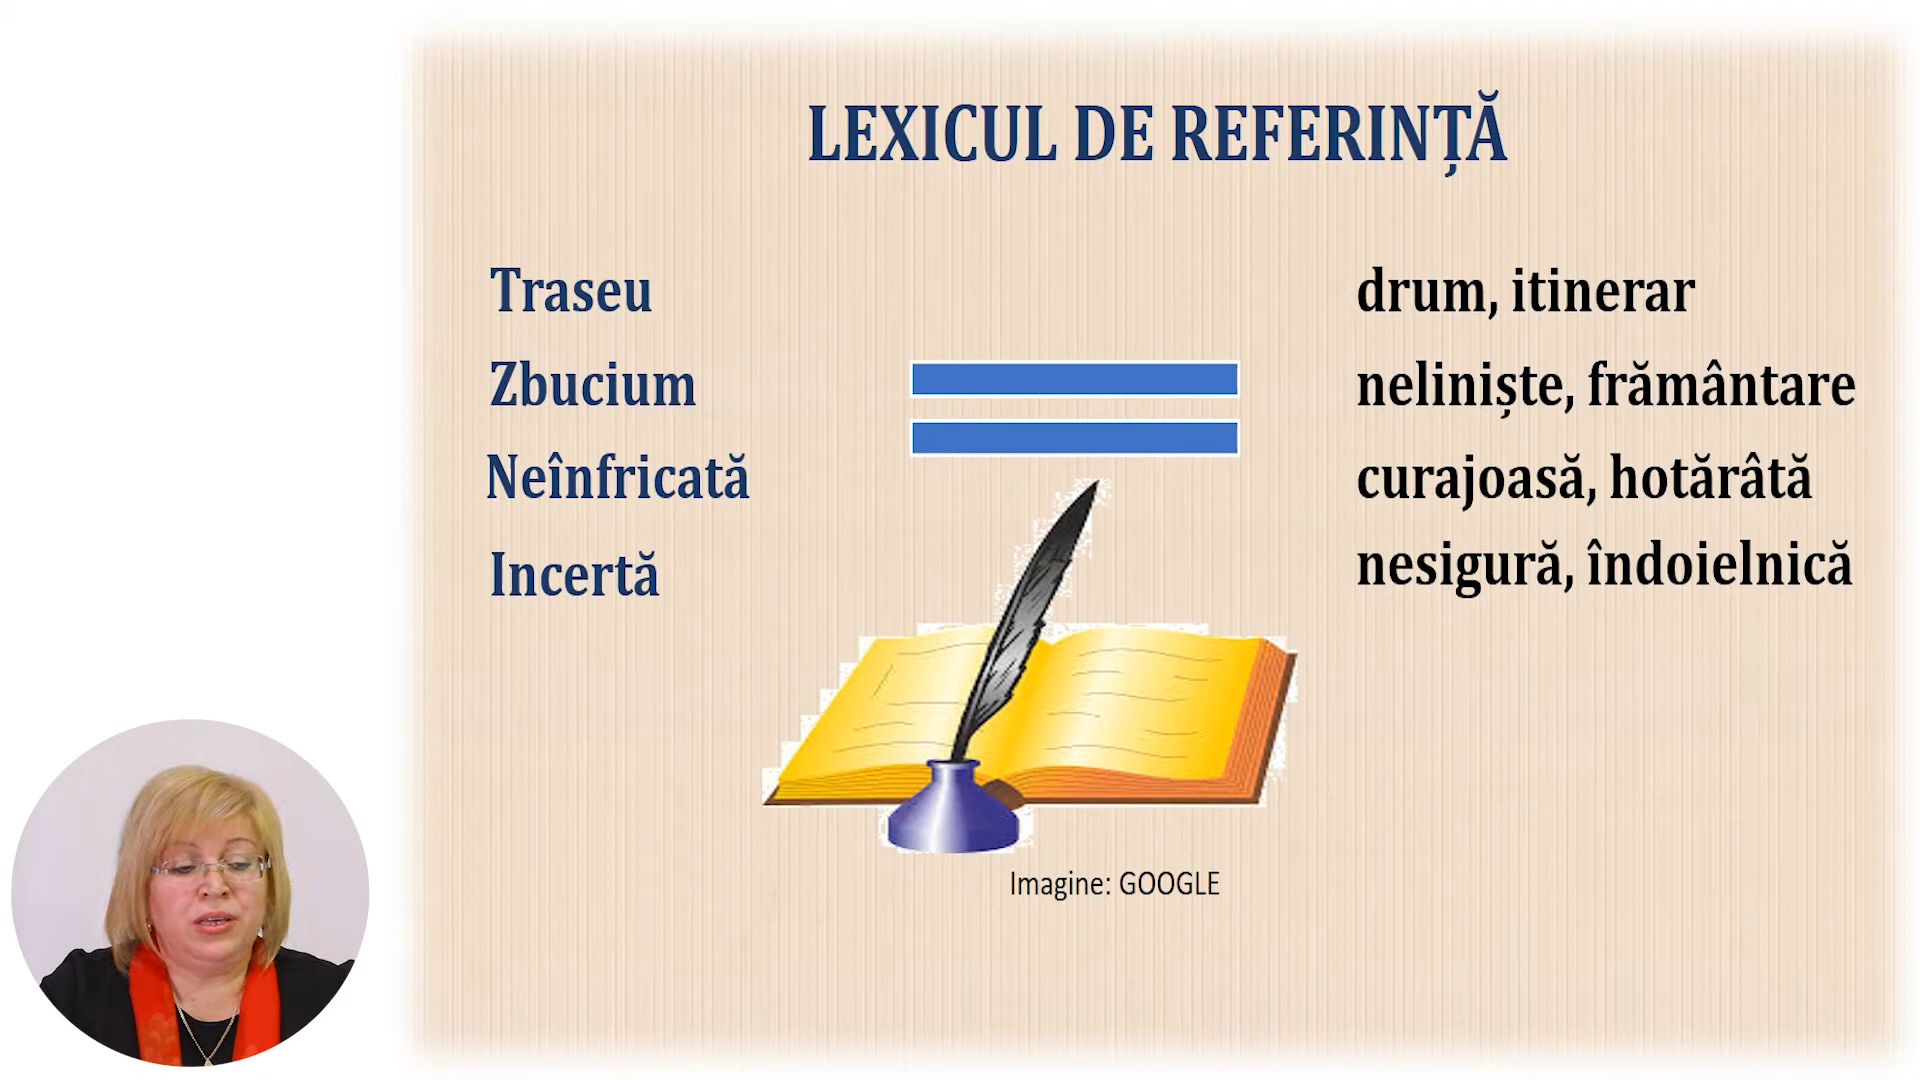 LEXICUL DE REFERINȚĂ
Traseu
drum, itinerar
Zbucium
neliniște, frământare
Neînfricată
curajoasă, hotărâtă
Incertă
nesigură, îndoielnică
Imagine: GOOGLE